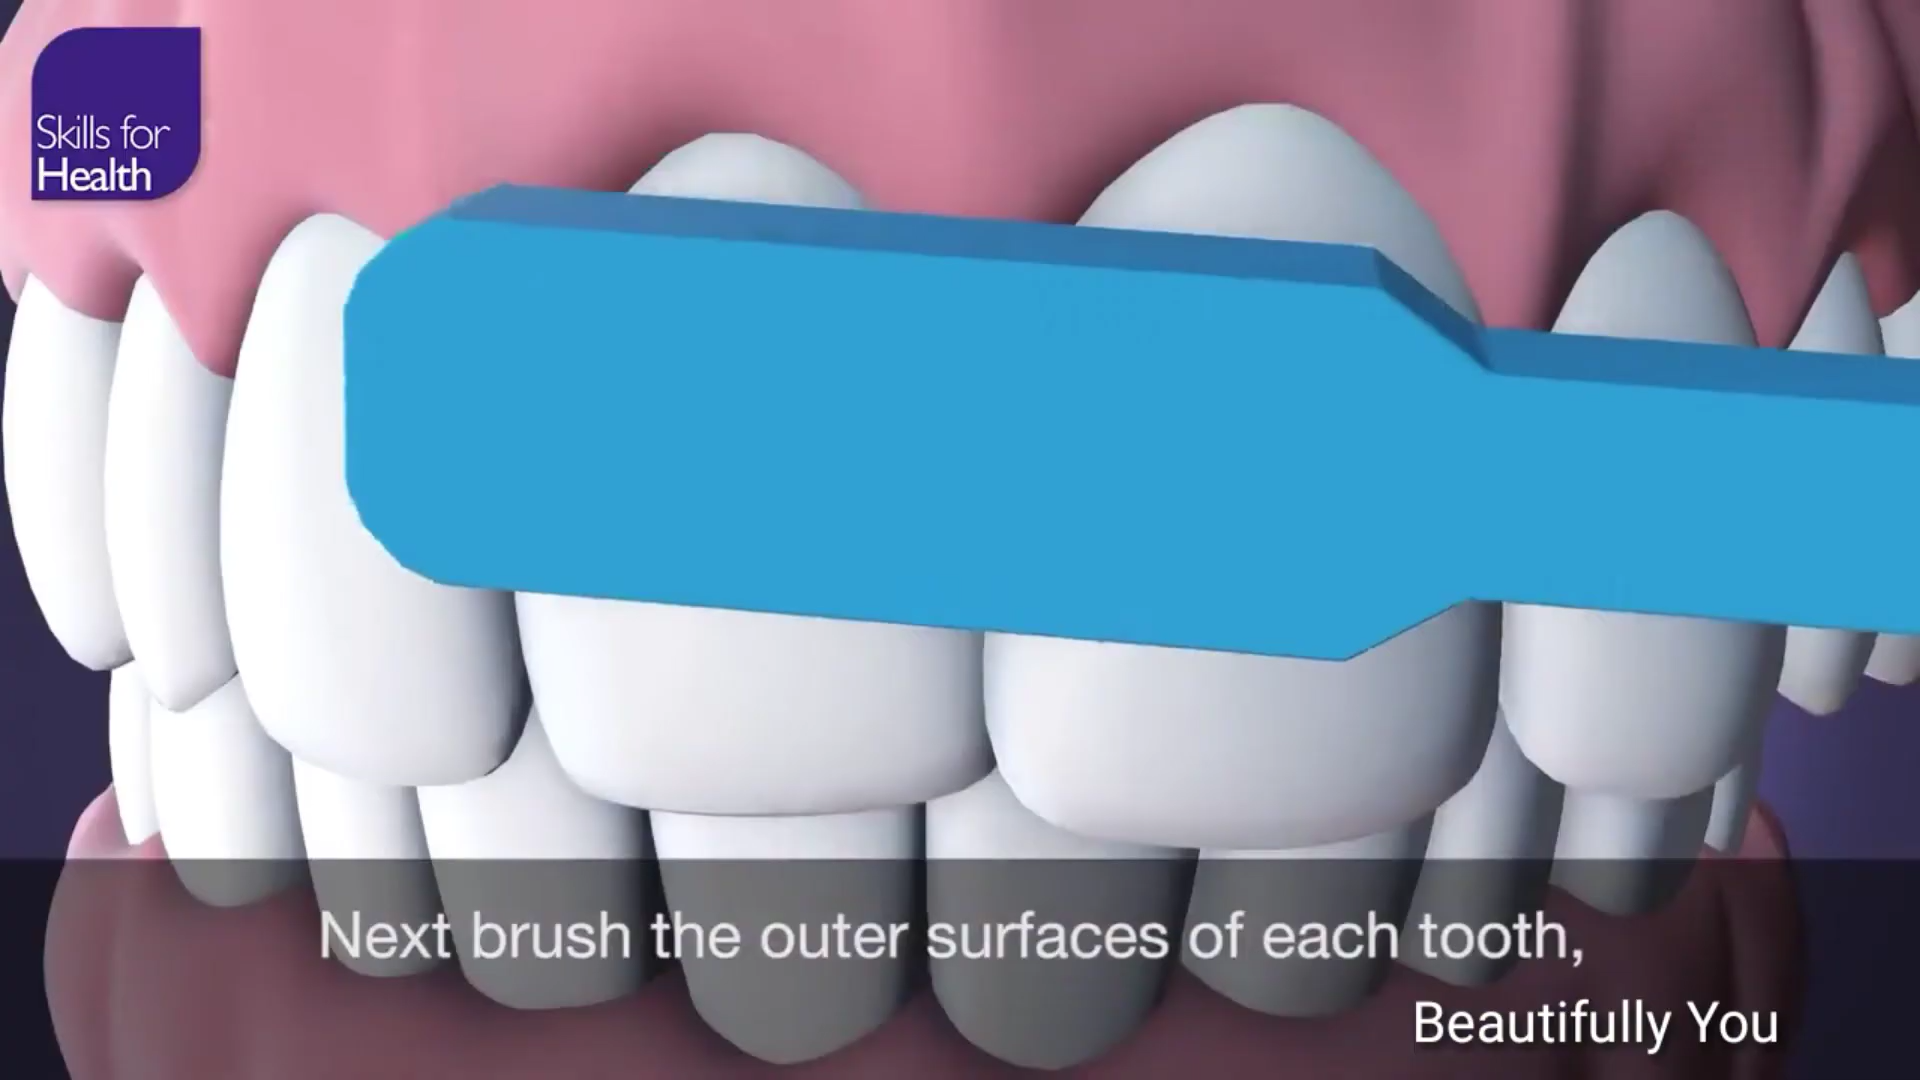 Skills for
Health
Next brush the outer surfaces of each tooth,
Beautifully You